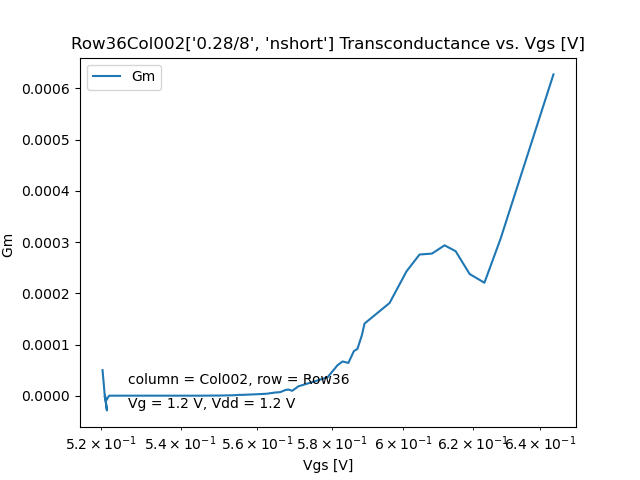 Row36Col002['0.28/8', 'nshort'] Transconductance vs. Vgs [V]
Gm
0.0006
0.0005
0.0004
0.0003
0.0002
0.0001
0.0000
Gm
column = Col002, row = Row36
Vg = 1.2 V, Vdd = 1.2 V
5.2 × 10⁻¹ 5.4 × 10⁻¹ 5.6 × 10⁻¹ 5.8 × 10⁻¹ 6 × 10⁻¹ 6.2 × 10⁻¹ 6.4 × 10⁻¹
Vgs [V]